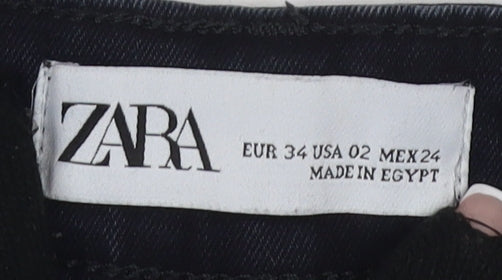 ZARA
EUR 34 USA 02 MEX 24
MADE IN EGYPT